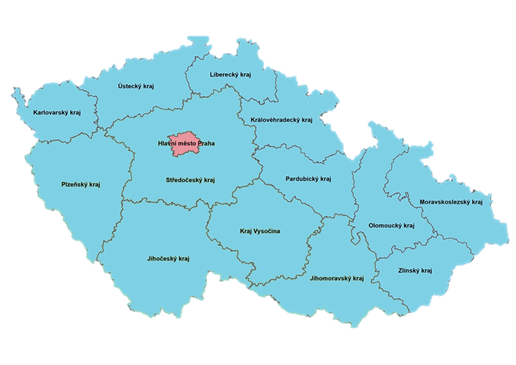 Liberecký kraj
Ústecký kraj
Karlovarský kraj
Královéhradecký kraj
Hlavní město Praha
Středočeský kraj
Pardubický kraj
Plzeňský kraj
Moravskoslezský kraj
Olomoucký kraj
Kraj Vysočina
Jihočeský kraj
Zlínský kraj
Jihomoravský kraj